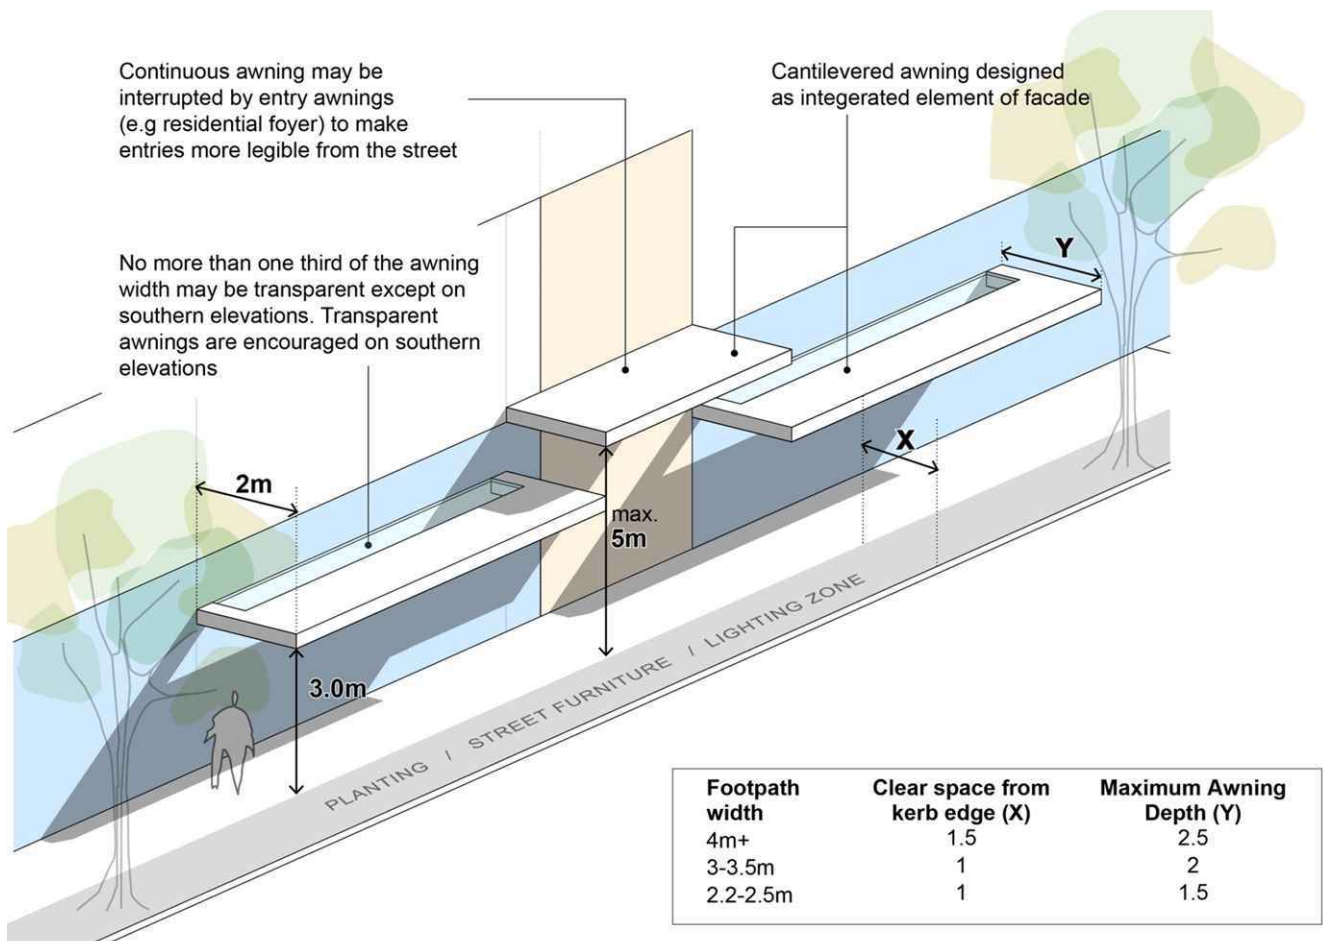 Continuous awning may be
interrupted by entry awnings
(e.g residential foyer) to make
entries more legible from the street
Cantilevered awning designed
as integerated element of facade
No more than one third of the awning
width may be transparent except on
southern elevations. Transparent
awnings are encouraged on southern
elevations
Y
X
2m
max.
5m
3.0m
PLANTING / STREET FURNITURE / LIGHTING ZONE
Footpath width Clear space from kerb edge (X) Maximum Awning Depth (Y)
4m+ 1.5 2.5
3-3.5m 1 2
2.2-2.5m 1 1.5